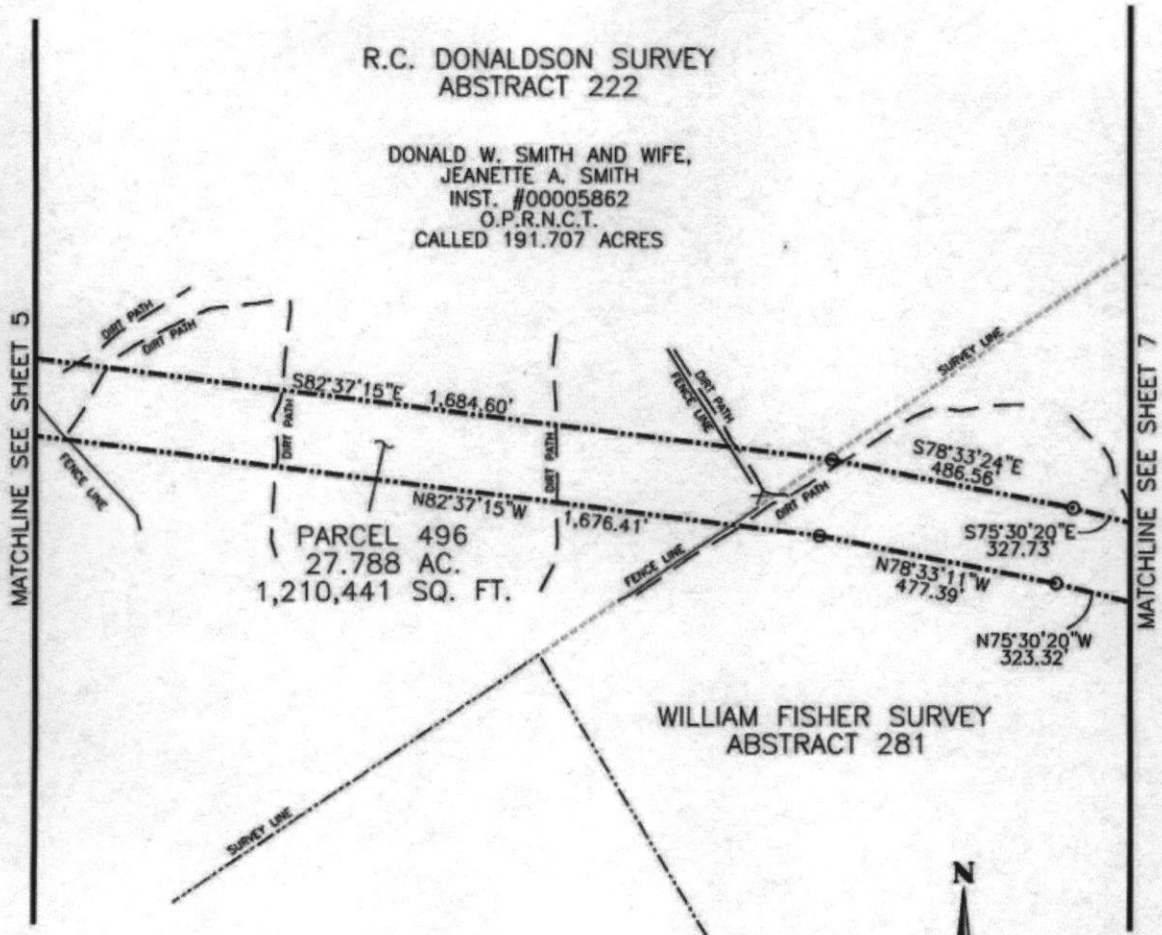 R.C. DONALDSON SURVEY
ABSTRACT 222
DONALD W. SMITH AND WIFE,
JEANETTE A. SMITH
INST. #00005862
O.P.R.N.C.T.
CALLED 191.707 ACRES
MATCHLINE SEE SHEET 5
DIRT PATH
DIRT PATH
SURVEY LINE
MATCHLINE SEE SHEET 7
S82°37'15"E
1,684.60'
DIRT PATH
FENCE LINE
DIRT PATH
DIRT PATH
FENCE LINE
N82°37'15"W
1,676.41'
DIRT PATH
S78°33'24"E
486.56'
S75°30'20"E
327.73'
PARCEL 496
27.788 AC.
1,210,441 SQ. FT.
FENCE LINE
N78°33'11"W
477.39'
N75°30'20"W
323.32'
WILLIAM FISHER SURVEY
ABSTRACT 281
SURVEY LINE
N